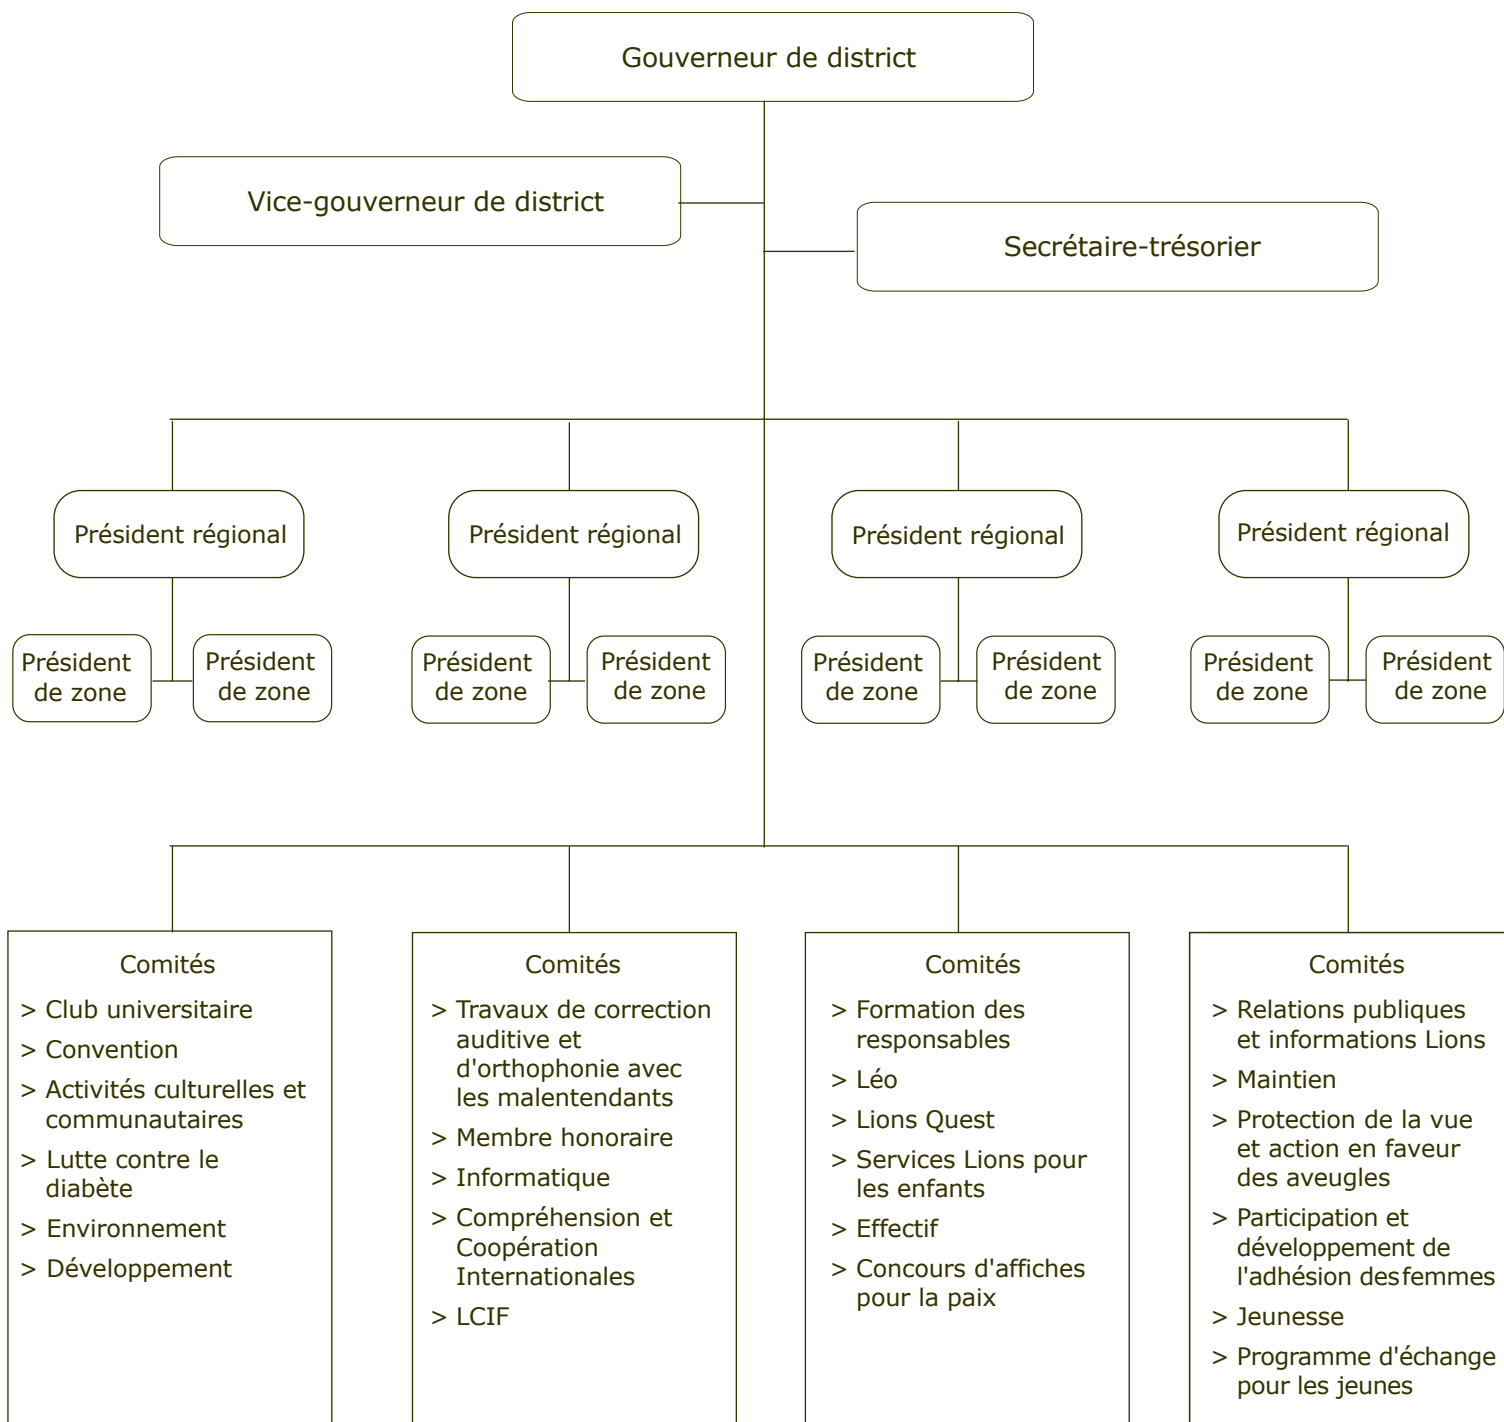 Gouverneur de district
Vice-gouverneur de district
Secrétaire-trésorier
Président régional
Président régional
Président régional
Président régional
Président
de zone
Président
de zone
Président
de zone
Président
de zone
Président
de zone
Président
de zone
Président
de zone
Président
de zone
Comités
> Club universitaire
> Convention
> Activités culturelles et
communautaires
> Lutte contre le
diabète
> Environnement
> Développement
Comités
> Travaux de correction
auditive et
d'orthophonie avec
les malentendants
> Membre honoraire
> Informatique
> Compréhension et
Coopération
Internationales
> LCIF
Comités
> Formation des
responsables
> Léo
> Lions Quest
> Services Lions pour
les enfants
> Effectif
> Concours d'affiches
pour la paix
Comités
> Relations publiques
et informations Lions
> Maintien
> Protection de la vue
et action en faveur
des aveugles
> Participation et
développement de
l'adhésion desfemmes
> Jeunesse
> Programme d'échange
pour les jeunes